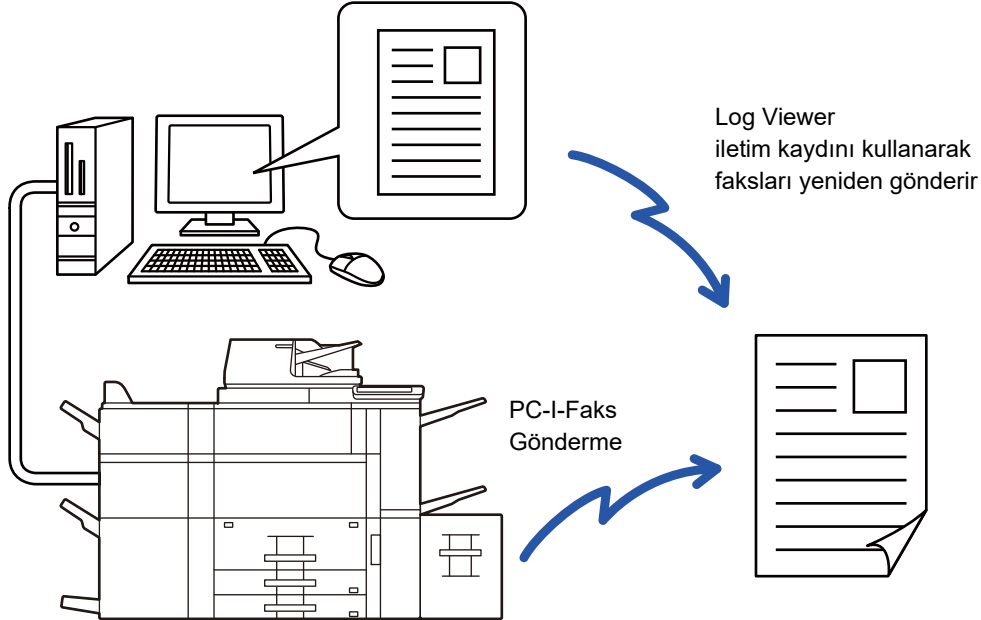 Log Viewer
iletim kaydını kullanarak
faksları yeniden gönderir
PC-I-Faks
Gönderme